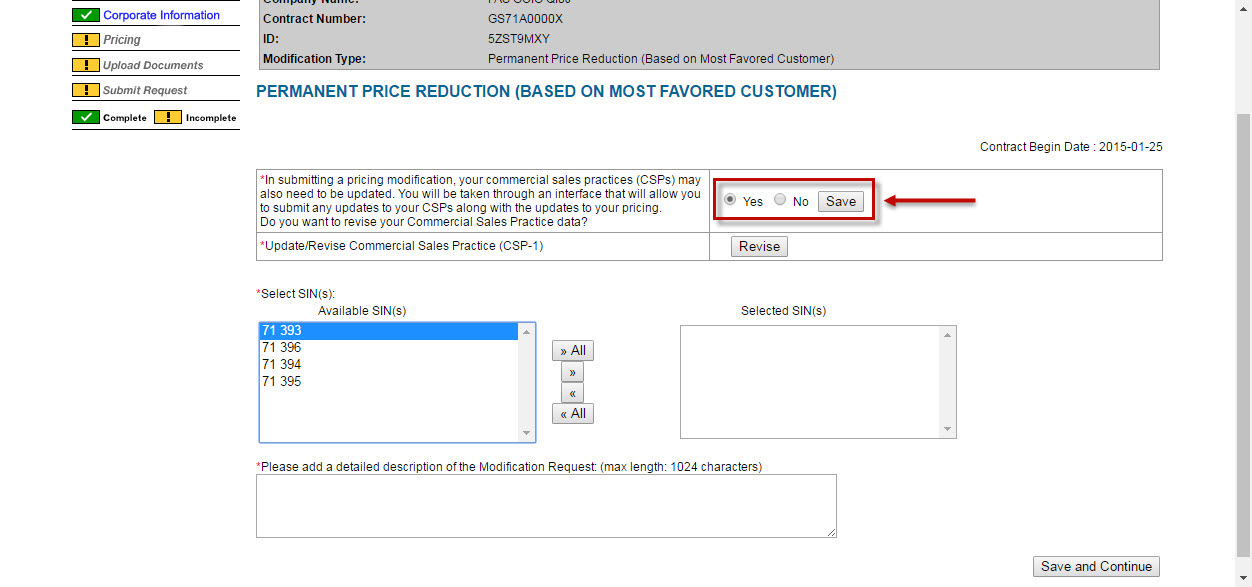 Corporate Information
Pricing
Upload Documents
Submit Request
Complete Incomplete
Company Name:
Contract Number: GS71A0000X
ID: 5ZST9MXY
Modification Type: Permanent Price Reduction (Based on Most Favored Customer)
PERMANENT PRICE REDUCTION (BASED ON MOST FAVORED CUSTOMER)
Contract Begin Date : 2015-01-25
*In submitting a pricing modification, your commercial sales practices (CSPs) may
also need to be updated. You will be taken through an interface that will allow you
to submit any updates to your CSPs along with the updates to your pricing.
Do you want to revise your Commercial Sales Practice data?
Yes No Save
*Update/Revise Commercial Sales Practice (CSP-1) Revise
*Select SIN(s):
Available SIN(s) Selected SIN(s)
71 393
71 396
71 394
71 395
» All
»
«
« All
*Please add a detailed description of the Modification Request: (max length: 1024 characters)
Save and Continue